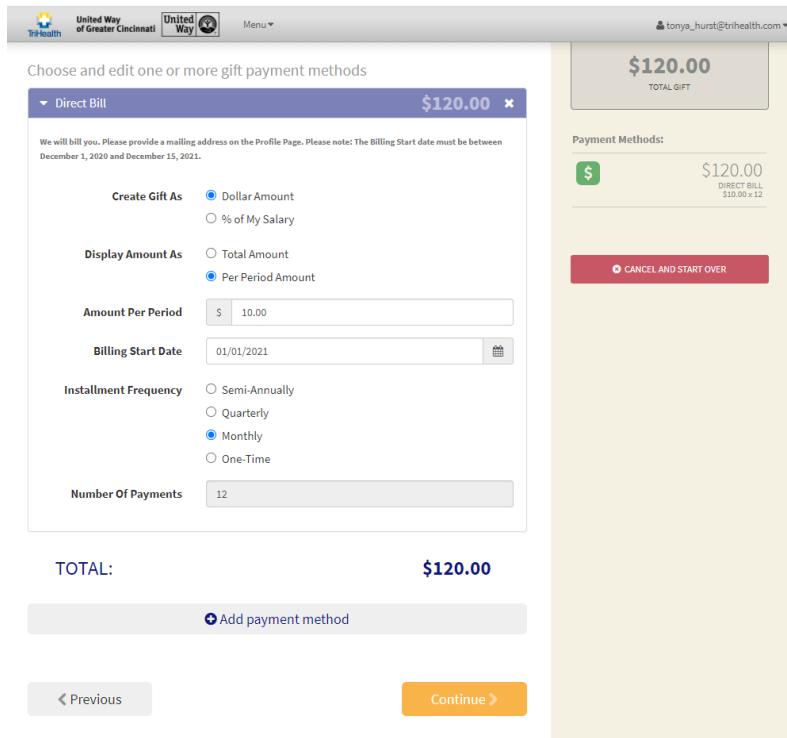 TriHealth
United Way
of Greater Cincinnati
United
Way
Menu
tonya_hurst@trihealth.com
Choose and edit one or more gift payment methods
Direct Bill $120.00
We will bill you. Please provide a mailing address on the Profile Page. Please note: The Billing Start date must be between
December 1, 2020 and December 15, 2021.
Create Gift As Dollar Amount
% of My Salary
Display Amount As Total Amount
Per Period Amount
Amount Per Period $ 10.00
Billing Start Date 01/01/2021
Installment Frequency Semi-Annually
Quarterly
Monthly
One-Time
Number Of Payments 12
TOTAL: $120.00
Add payment method
Previous
Continue
$120.00
TOTAL GIFT
Payment Methods:
$ $120.00
DIRECT BILL
$10.00 x 12
CANCEL AND START OVER